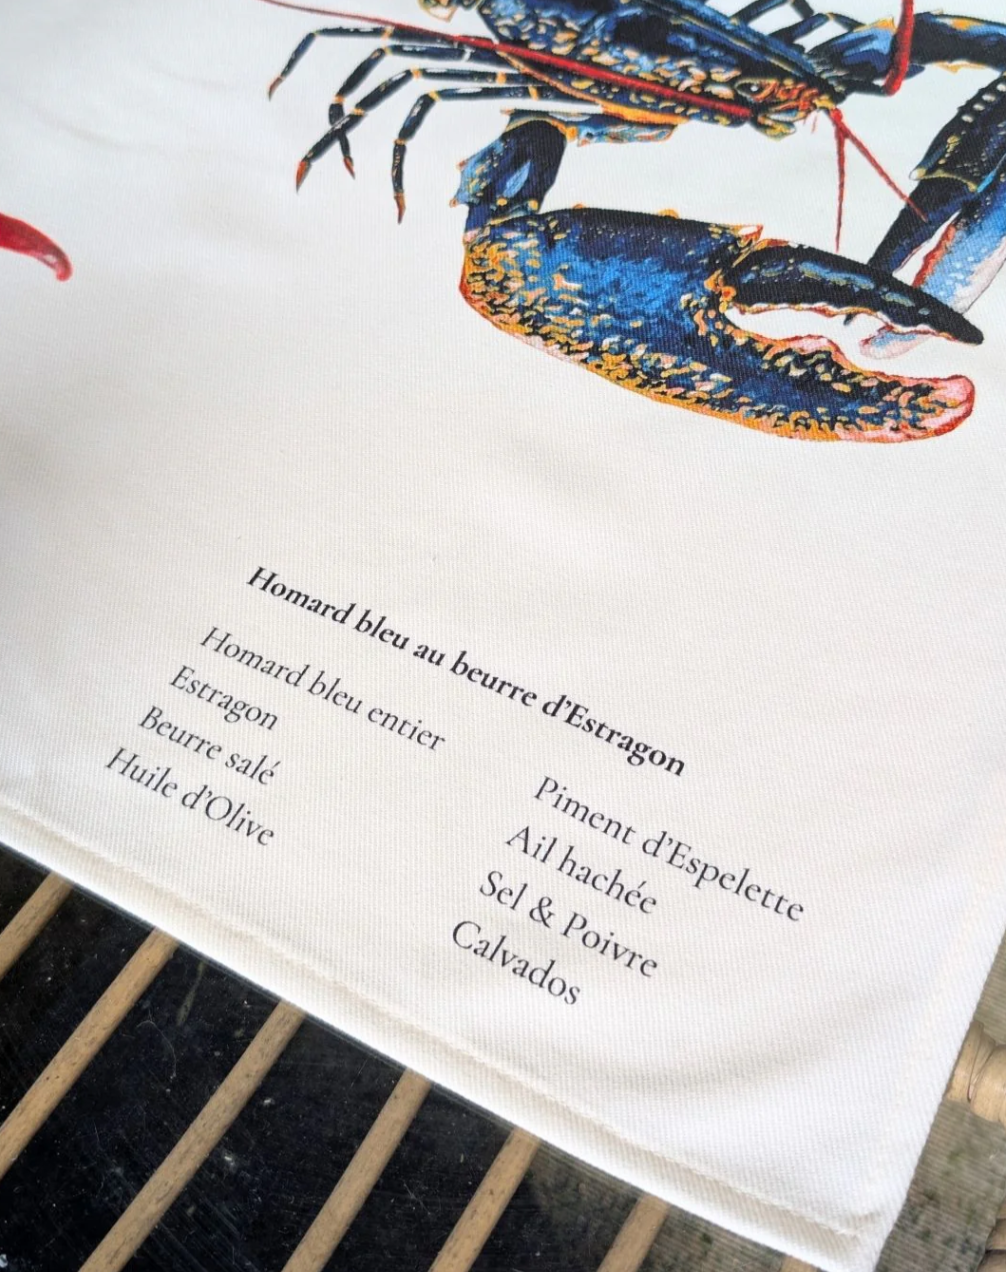 Homard bleu au beurre d'Estragon
Homard bleu entier
Estragon
Beurre salé
Huile d'Olive
Piment d'Espelette
Ail hachée
Sel & Poivre
Calvados